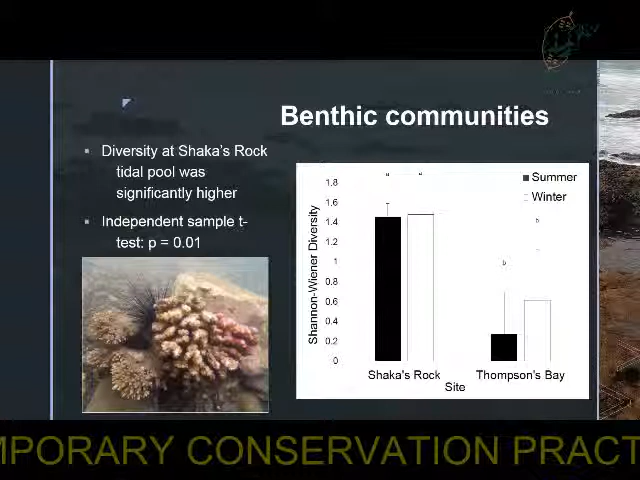 Benthic communities
Diversity at Shaka's Rock
tidal pool was
significantly higher
Independent sample t-
test: p = 0.01
Shannon-Wiener Diversity
1.8
1.6
1.4
1.2
1
0.8
0.6
0.4
0.2
0
a
a
b
b
Summer
Winter
Shaka's Rock
Thompson's Bay
Site
MPORARY CONSERVATION PRACT